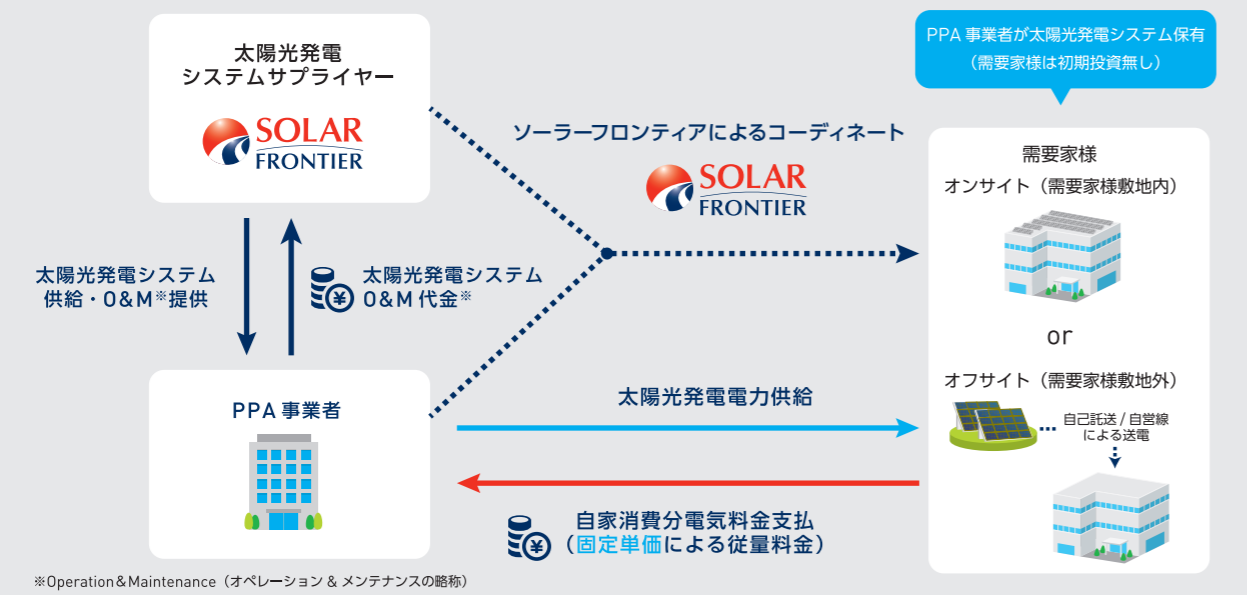 太陽光発電
システムサプライヤー
SOLAR
FRONTIER
PPA 事業者が太陽光発電システム保有
（需要家様は初期投資無し）
ソーラーフロンティアによるコーディネート
SOLAR
FRONTIER
需要家様
オンサイト（需要家様敷地内）
太陽光発電システム
供給・O&M※提供
¥
太陽光発電システム
O&M 代金※
or
オフサイト（需要家様敷地外）
自己託送 / 自営線
による送電
PPA 事業者
太陽光発電電力供給
¥
自家消費分電気料金支払
（固定単価による従量料金）
※Operation＆Maintenance（オペレーション & メンテナンスの略称）